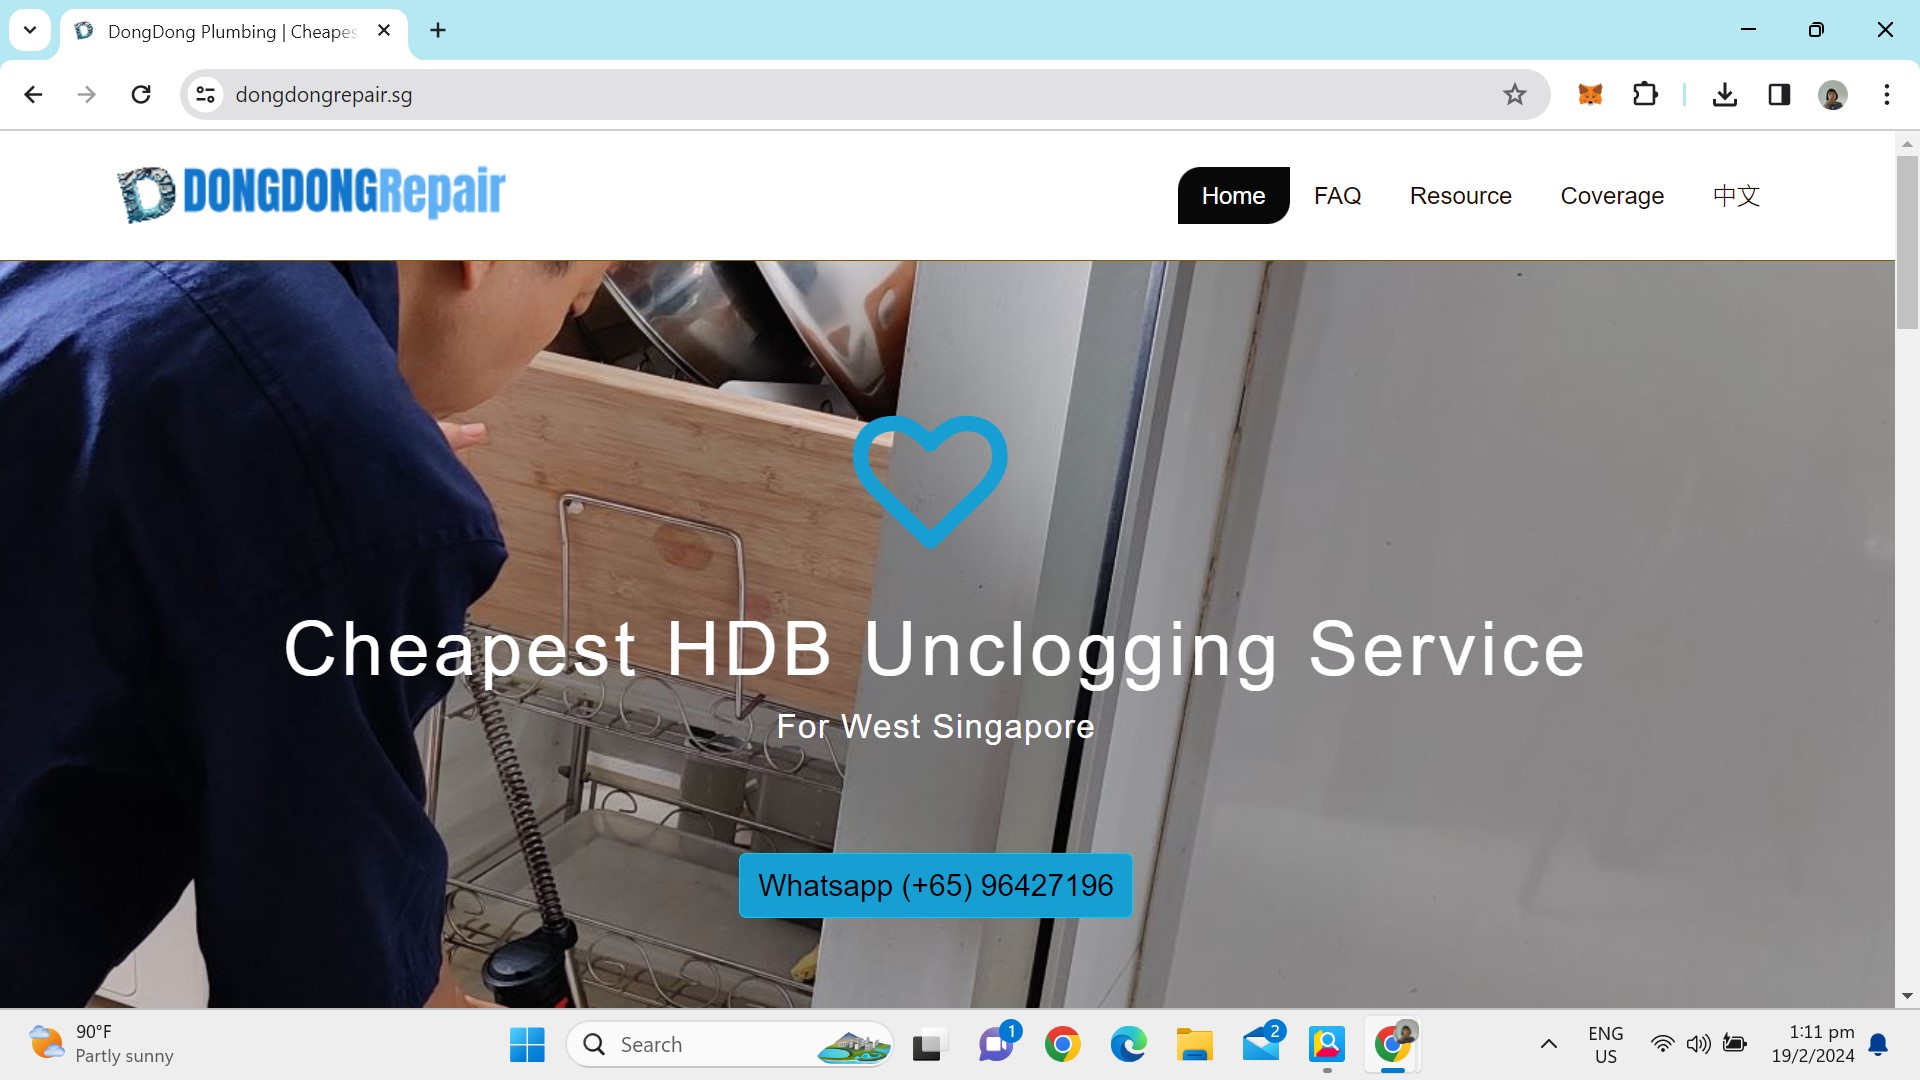 DongDong Plumbing | Cheapes
dongdongrepair.sg
D DONGDONGRepair
Home
FAQ
Resource
Coverage
中文
Cheapest HDB Unclogging Service
For West Singapore
Whatsapp (+65) 96427196
90°F
Partly sunny
Search
1
2
ENG
US
1:11 pm
19/2/2024